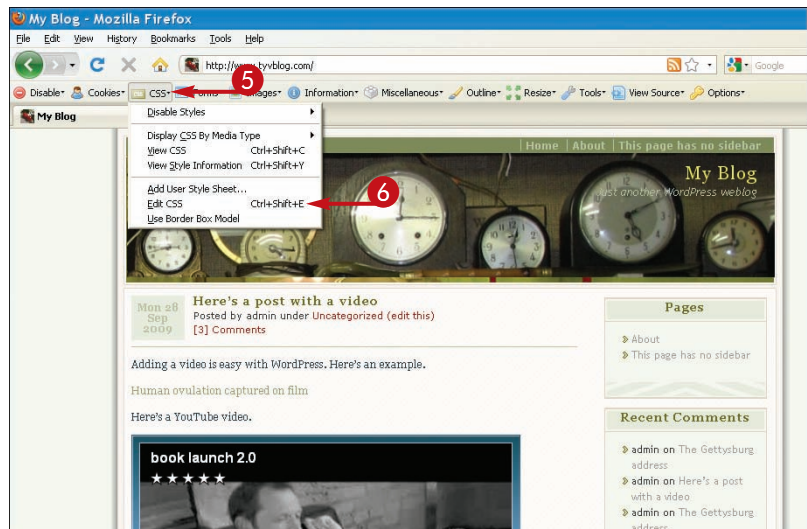 My Blog - Mozilla Firefox
File Edit View History Bookmarks Tools Help
http://www.tyvblog.com/ Google
5
Disable Cookies CSS Forms Images Information Miscellaneous Outline Resize Tools View Source Options
My Blog
Disable Styles
Display CSS By Media Type
View CSS Ctrl+Shift+C
View Style Information Ctrl+Shift+Y
Add User Style Sheet...
Edit CSS Ctrl+Shift+E
6
Use Border Box Model
Home | About | This page has no sidebar
My Blog
Just another WordPress weblog
Mon 28
Sep
2009
Here's a post with a video
Posted by admin under Uncategorized (edit this)
[3] Comments
Adding a video is easy with WordPress. Here's an example.
Human ovulation captured on film
Here's a YouTube video.
book launch 2.0
Pages
About
This page has no sidebar
Recent Comments
admin on The Gettysburg
address
admin on Here's a post
with a video
admin on The Gettysburg
address